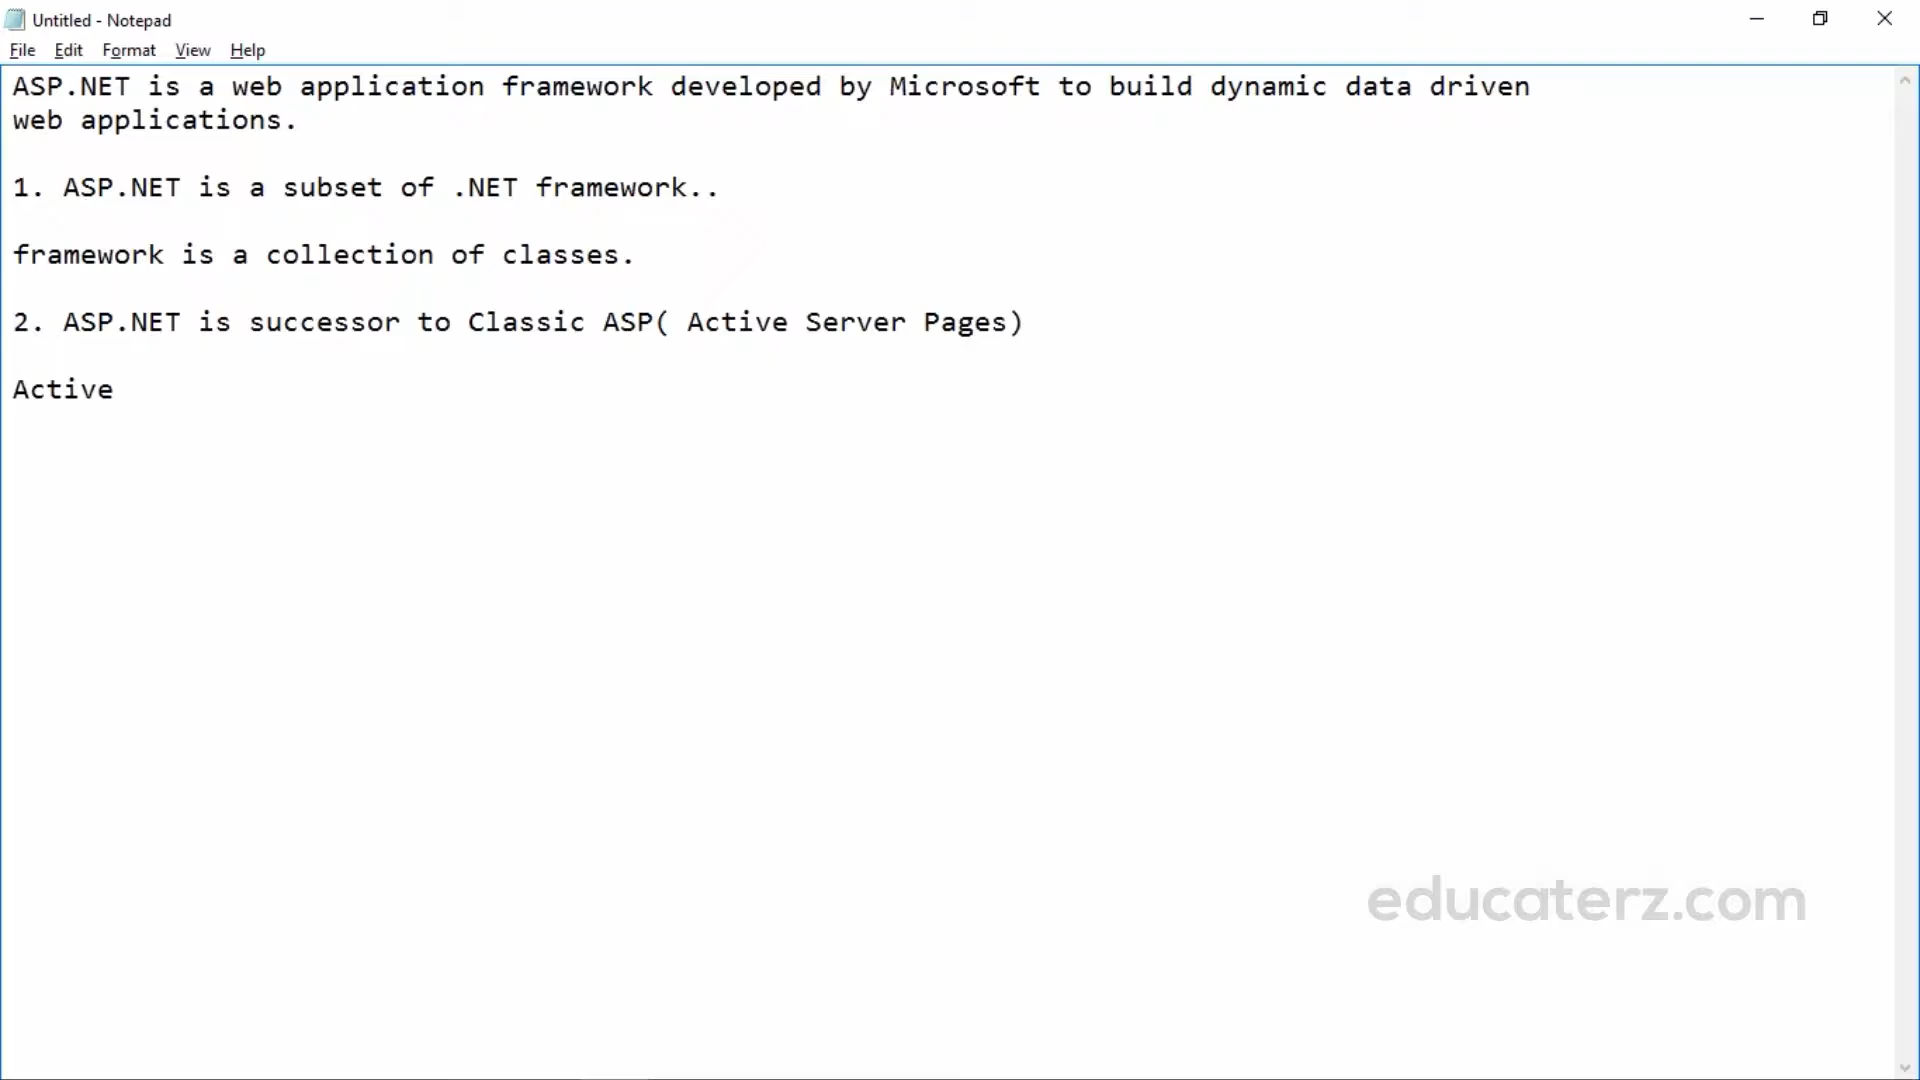 Untitled - Notepad
File Edit Format View Help
ASP.NET is a web application framework developed by Microsoft to build dynamic data driven
web applications.
1. ASP.NET is a subset of .NET framework..
framework is a collection of classes.
2. ASP.NET is successor to Classic ASP( Active Server Pages)
Active
educaterz.com